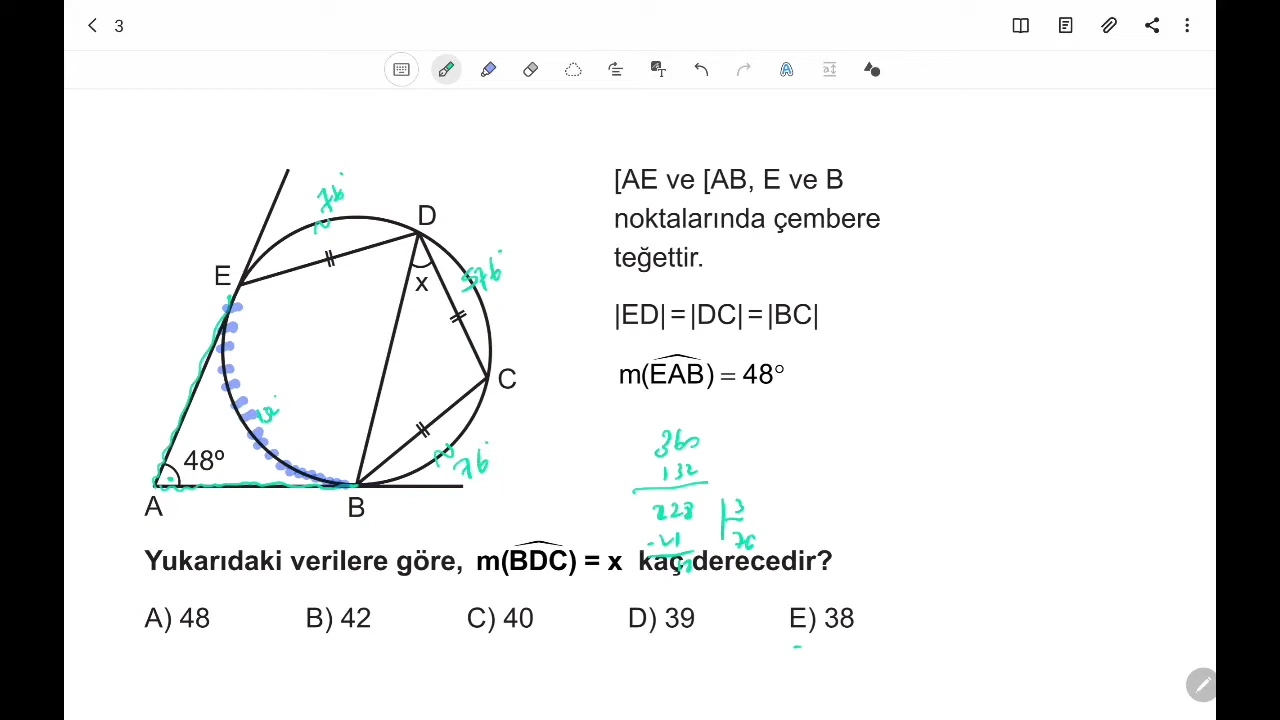 3
[AE ve [AB, E ve B
noktalarında çembere
teğettir.
|ED| = |DC| = |BC|
m(EAB) = 48°
D
E
x
C
48°
A
B
76°
76°
76°
360
132
228
3
76
Yukarıdaki verilere göre, m(BDC) = x kaç derecedir?
A) 48
B) 42
C) 40
D) 39
E) 38